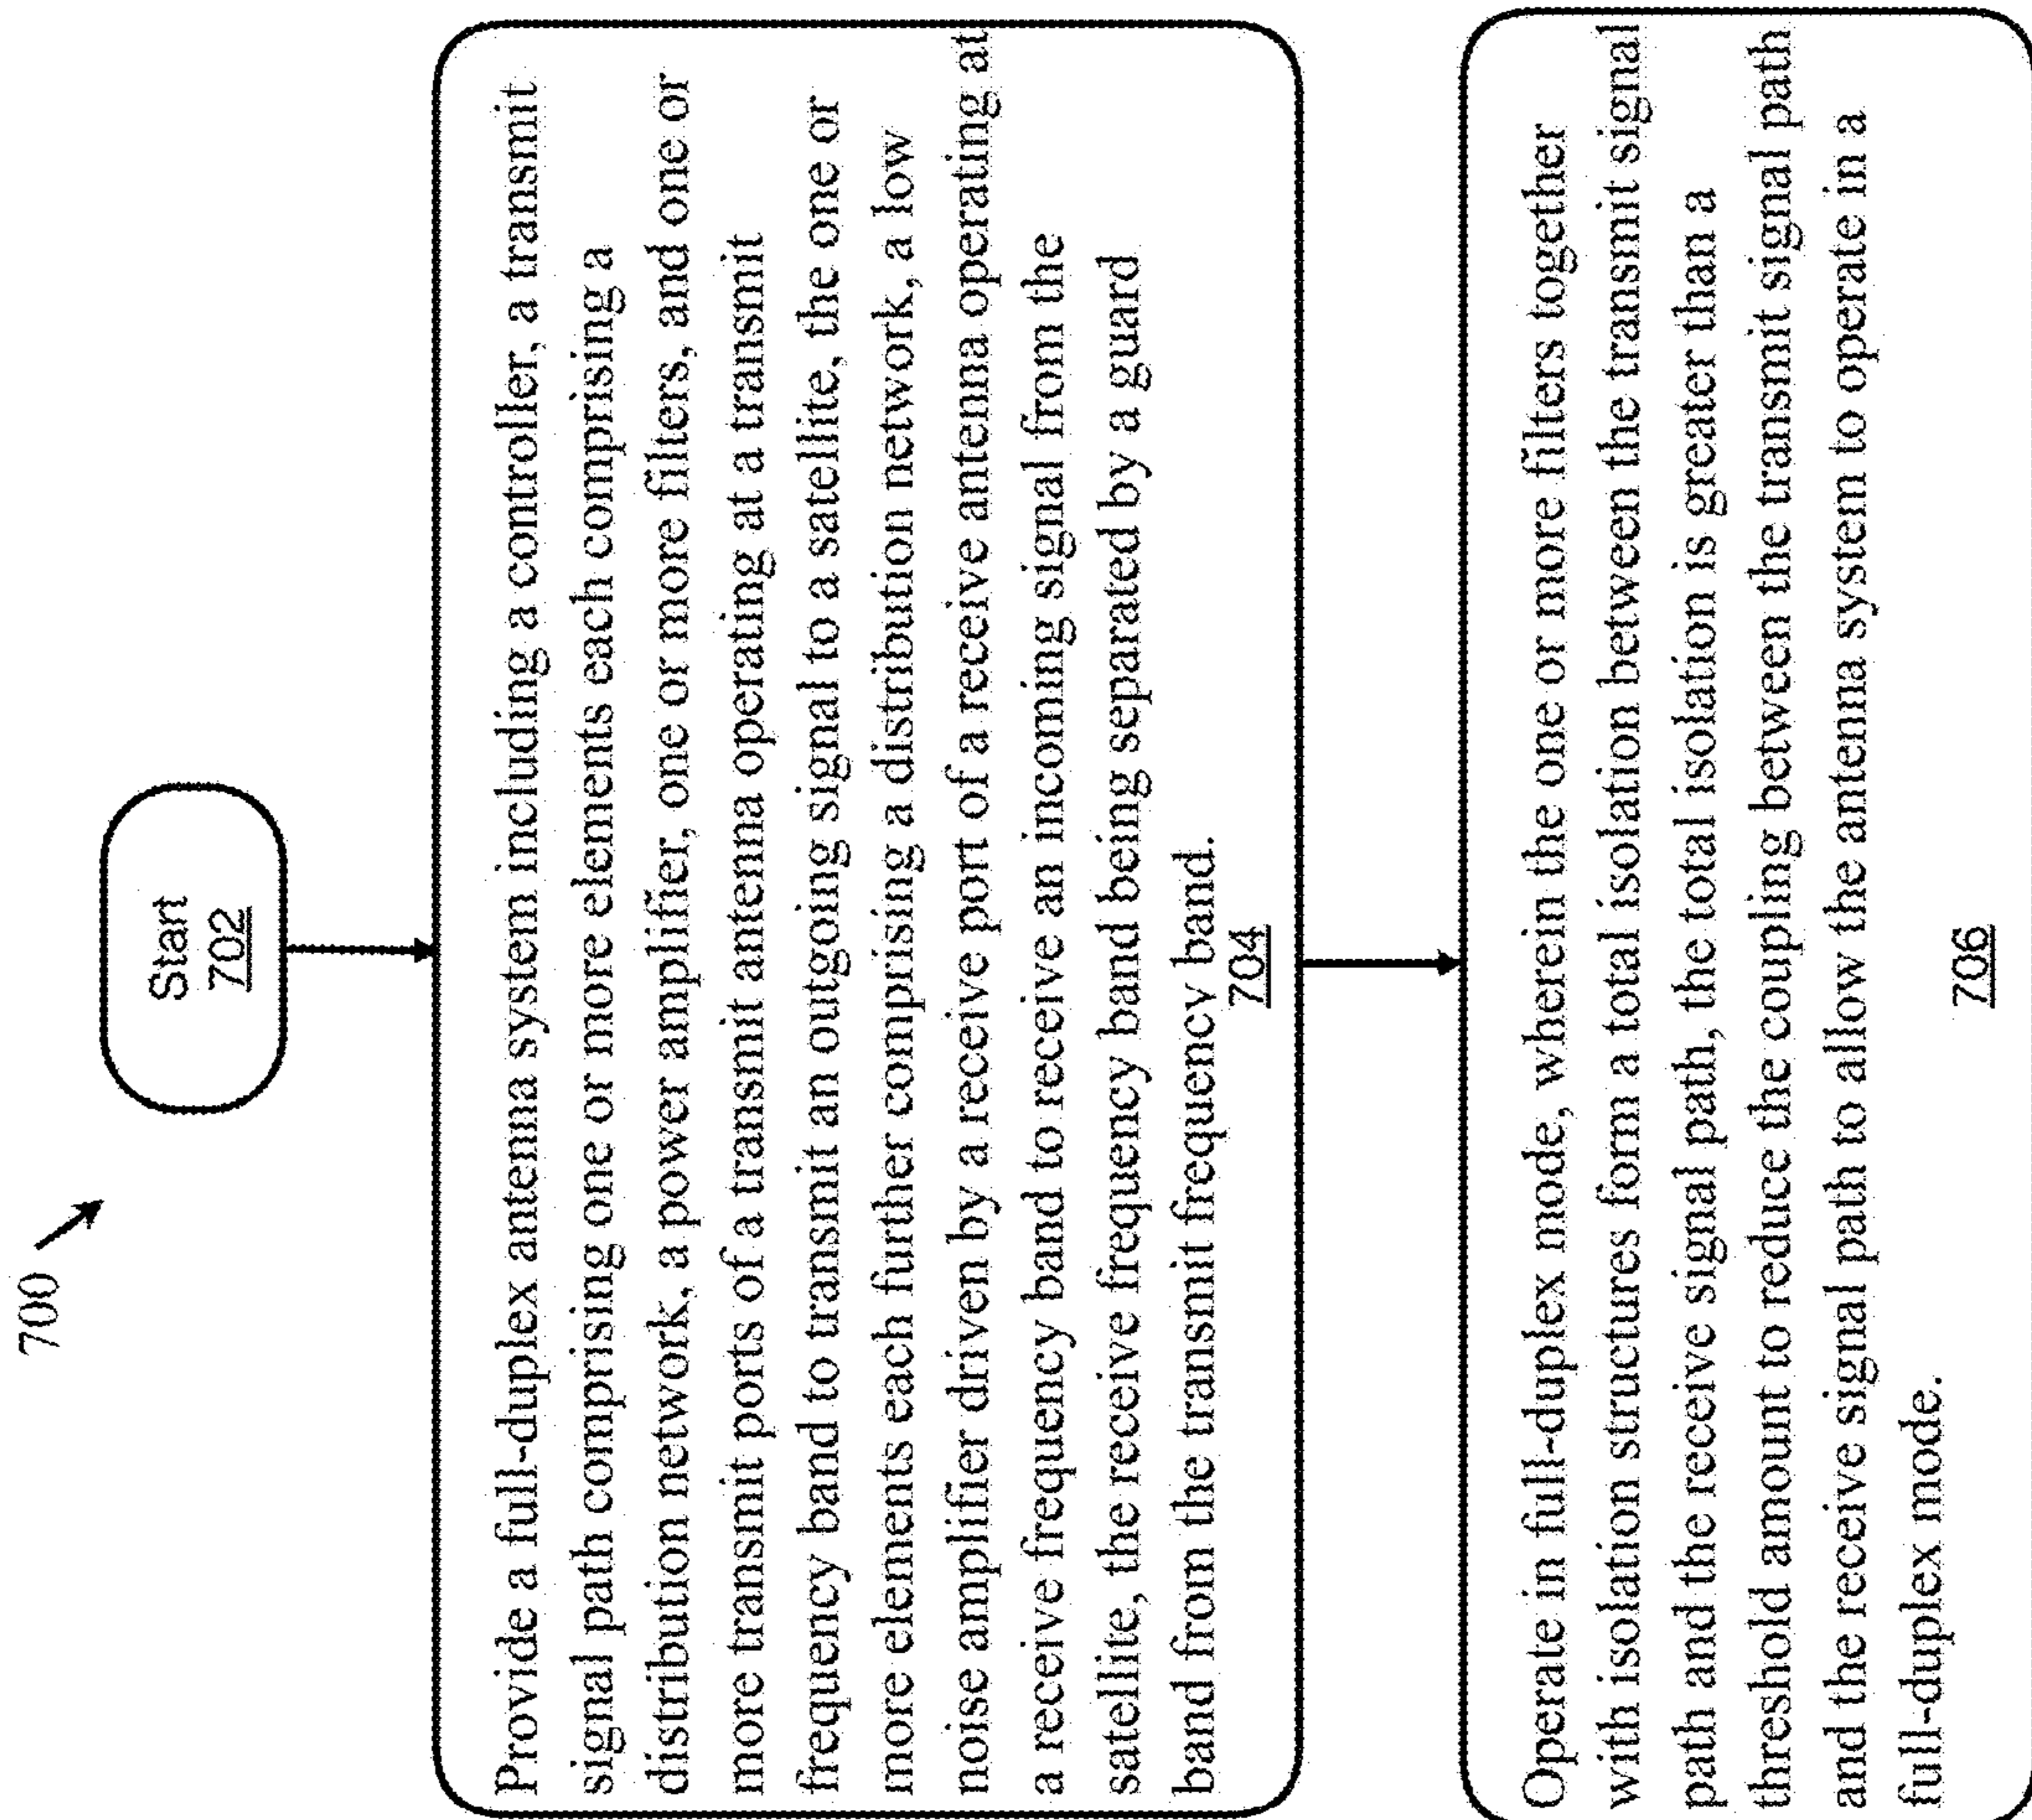 700
Start
702
Provide a full-duplex antenna system including a controller, a transmit
signal path comprising one or more elements each comprising a
distribution network, a power amplifier, one or more filters, and one or
more transmit ports of a transmit antenna operating at a transmit
frequency band to transmit an outgoing signal to a satellite, the one or
more elements each further comprising a distribution network, a low
noise amplifier driven by a receive port of a receive antenna operating at
a receive frequency band to receive an incoming signal from the
satellite, the receive frequency band being separated by a guard
band from the transmit frequency band.
704
Operate in full-duplex mode, wherein the one or more filters together
with isolation structures form a total isolation between the transmit signal
path and the receive signal path, the total isolation is greater than a
threshold amount to reduce the coupling between the transmit signal path
and the receive signal path to allow the antenna system to operate in a
full-duplex mode.
706